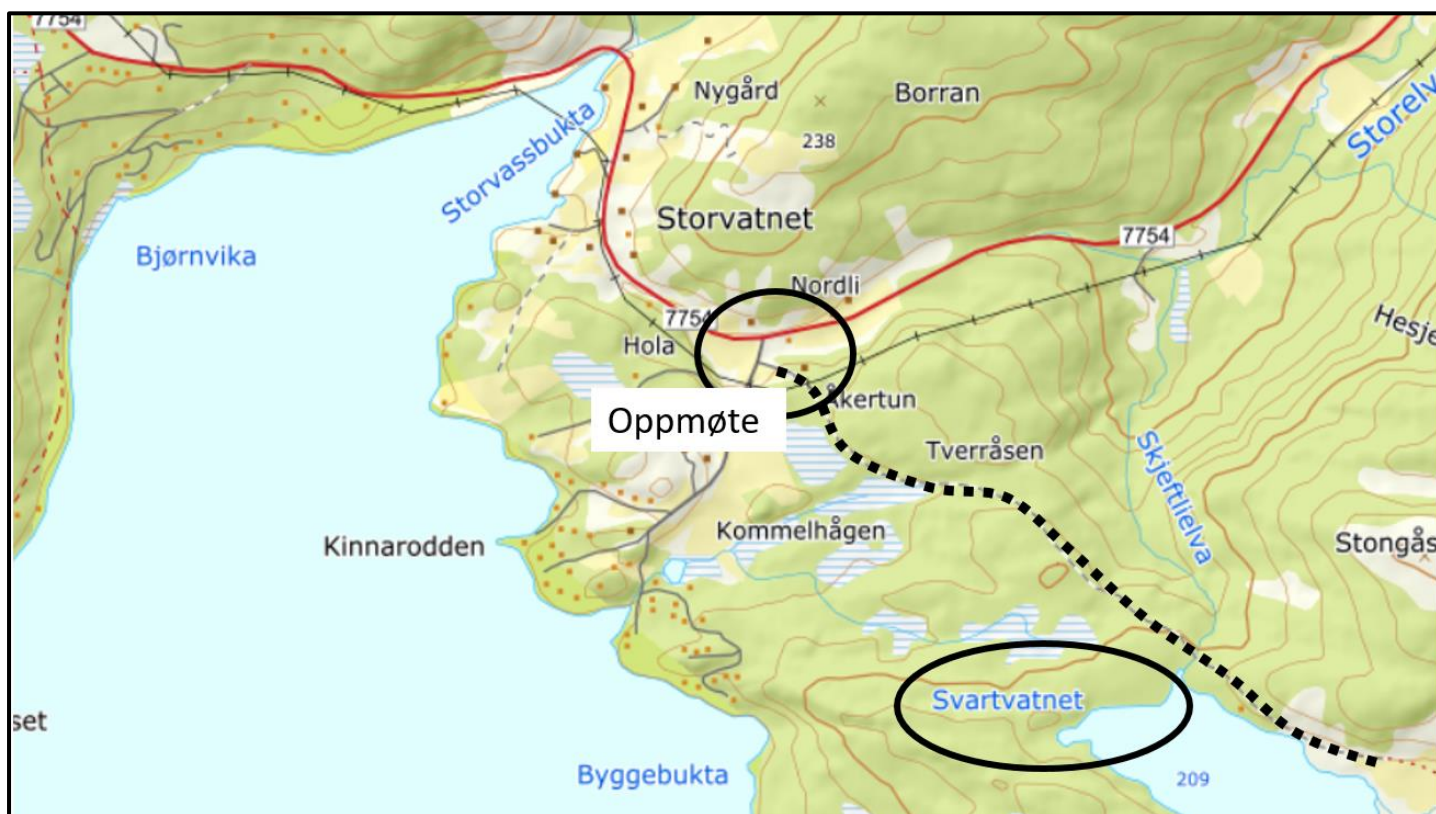 7754
Nygård
Borran
Storelv
238
Storvassbukta
Storvatnet
7754
Bjørnvika
Nordli
7754
Hesje
Hola
Åkertun
Oppmøte
Tverråsen
Skjeftlielva
Kommelhågen
Kinnarodden
Stongås
Svartvatnet
set
Byggebukta
209